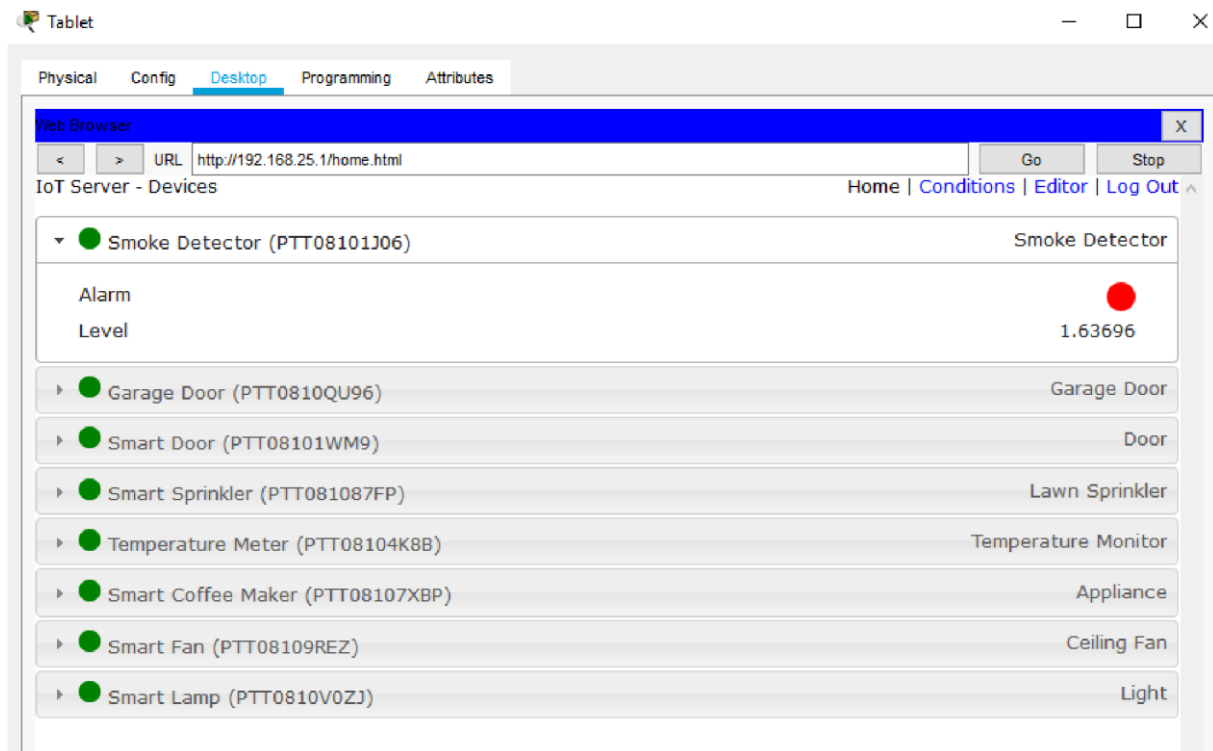 Tablet
Physical Config Desktop Programming Attributes
Web Browser X
< > URL http://192.168.25.1/home.html Go Stop
IoT Server - Devices Home | Conditions | Editor | Log Out
Smoke Detector (PTT08101J06) Smoke Detector
Alarm
Level 1.63696
Garage Door (PTT0810QU96) Garage Door
Smart Door (PTT08101WM9) Door
Smart Sprinkler (PTT081087FP) Lawn Sprinkler
Temperature Meter (PTT08104K8B) Temperature Monitor
Smart Coffee Maker (PTT08107XBP) Appliance
Smart Fan (PTT08109REZ) Ceiling Fan
Smart Lamp (PTT0810V0ZJ) Light